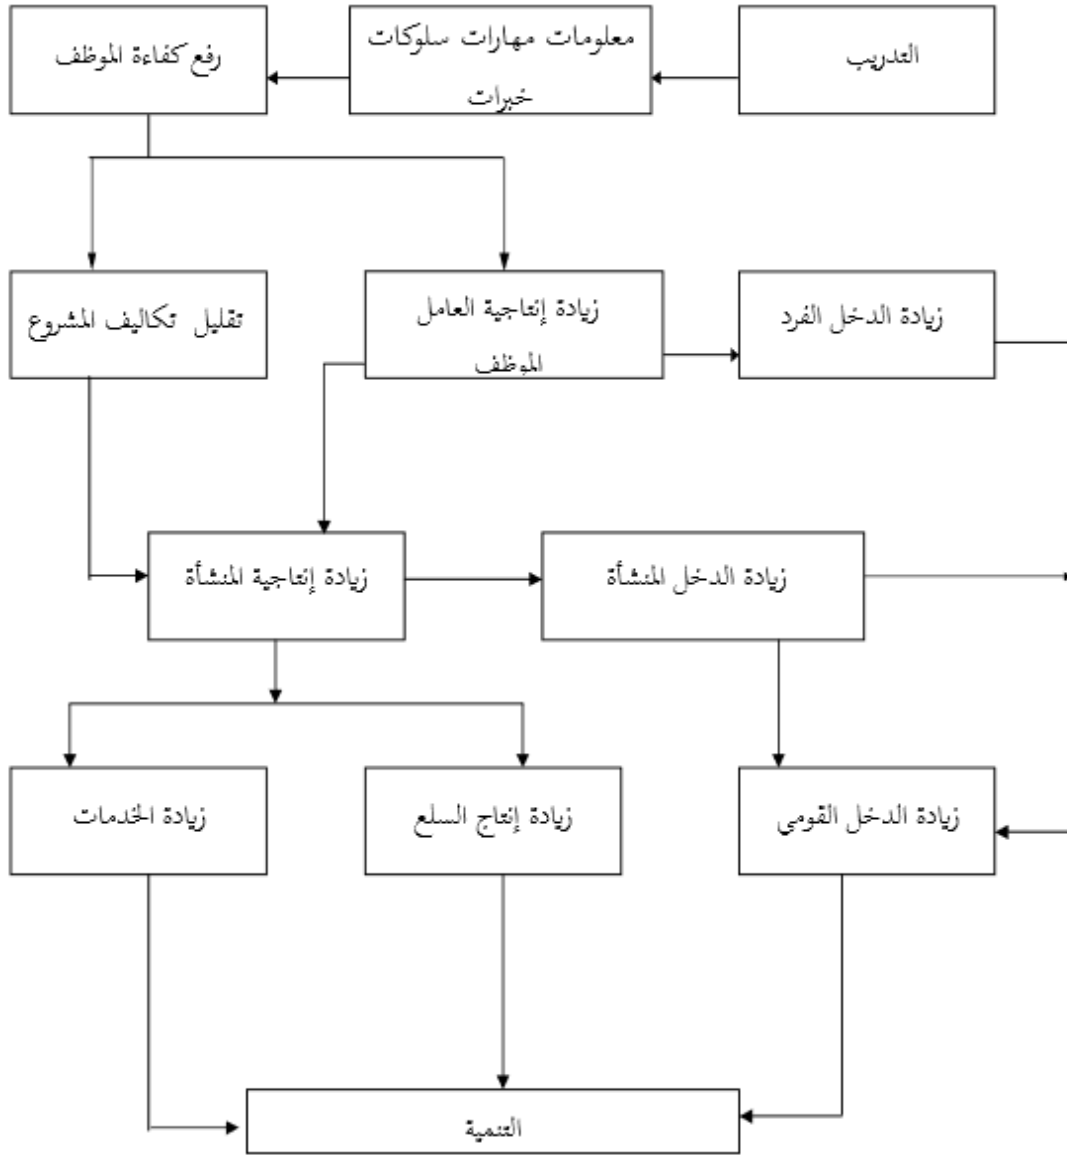 التدريب
معلومات مهارات سلوكات
خبرات
رفع كفاءة الموظف
زيادة الدخل الفرد
زيادة إنتاجية العامل
الموظف
تقليل تكاليف المشروع
زيادة الدخل المنشأة
زيادة إنتاجية المنشأة
زيادة الدخل القومي
زيادة إنتاج السلع
زيادة الخدمات
التنمية